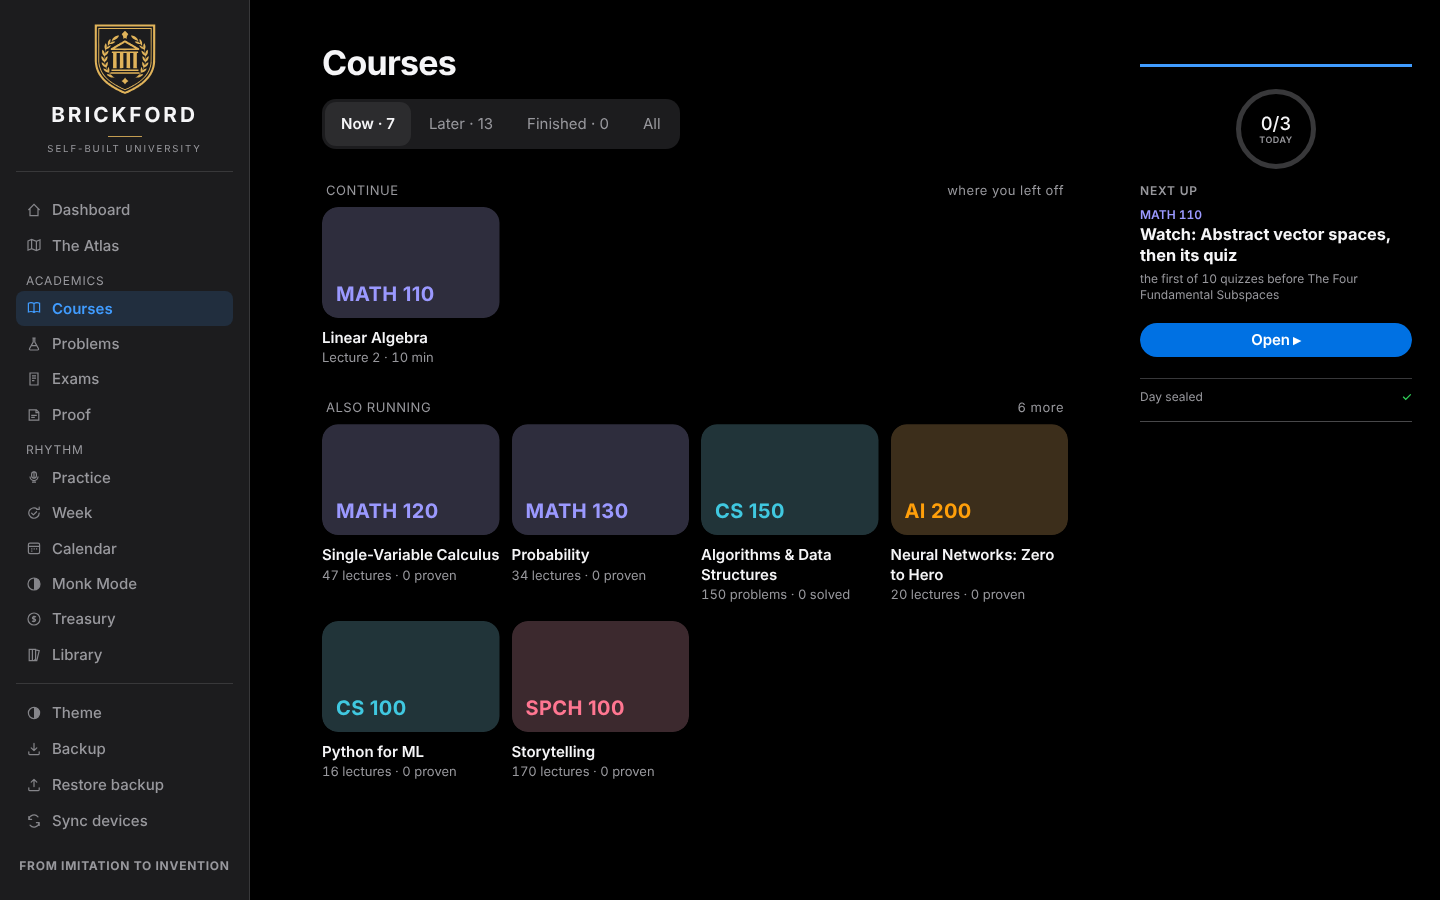 BRICKFORD
SELF-BUILT UNIVERSITY
Dashboard
The Atlas
ACADEMICS
Courses
Problems
Exams
Proof
RHYTHM
Practice
Week
Calendar
Monk Mode
Treasury
Library
Theme
Backup
Restore backup
Sync devices
FROM IMITATION TO INVENTION
Courses
Now · 7
Later · 13
Finished · 0
All
CONTINUE
where you left off
MATH 110
Linear Algebra
Lecture 2 · 10 min
ALSO RUNNING
6 more
MATH 120
Single-Variable Calculus
47 lectures · 0 proven
MATH 130
Probability
34 lectures · 0 proven
CS 150
Algorithms & Data
Structures
150 problems · 0 solved
AI 200
Neural Networks: Zero
to Hero
20 lectures · 0 proven
CS 100
Python for ML
16 lectures · 0 proven
SPCH 100
Storytelling
170 lectures · 0 proven
0/3
TODAY
NEXT UP
MATH 110
Watch: Abstract vector spaces,
then its quiz
the first of 10 quizzes before The Four
Fundamental Subspaces
Open ▸
Day sealed ✓